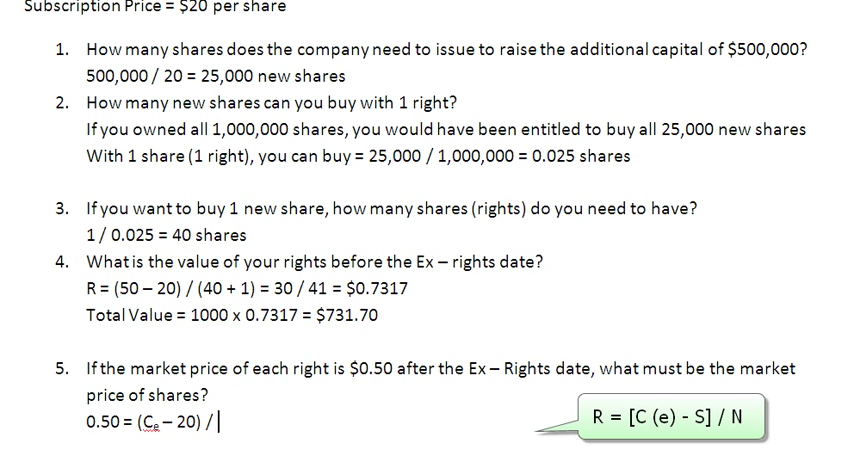 Subscription Price = $20 per share
1. How many shares does the company need to issue to raise the additional capital of $500,000?
500,000 / 20 = 25,000 new shares
2. How many new shares can you buy with 1 right?
If you owned all 1,000,000 shares, you would have been entitled to buy all 25,000 new shares
With 1 share (1 right), you can buy = 25,000 / 1,000,000 = 0.025 shares
3. If you want to buy 1 new share, how many shares (rights) do you need to have?
1 / 0.025 = 40 shares
4. What is the value of your rights before the Ex – rights date?
R = (50 – 20) / (40 + 1) = 30 / 41 = $0.7317
Total Value = 1000 x 0.7317 = $731.70
5. If the market price of each right is $0.50 after the Ex – Rights date, what must be the market
price of shares?
0.50 = (Ce – 20) /
R = [C (e) - S] / N